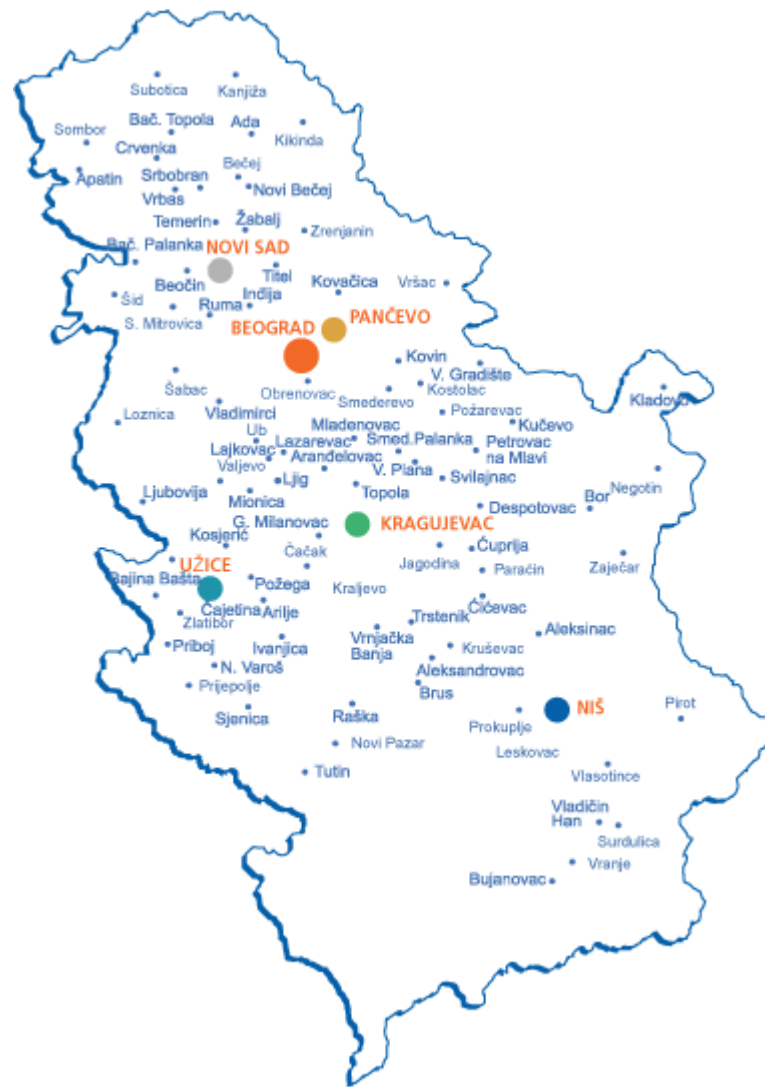 Subotica
Kanjiža
Bač. Topola
Ada
Sombor
Kikinda
Crvenka
Bečej
Apatin
Srbobran
Novi Bečej
Vrbas
Temerin
Žabalj
Zrenjanin
Bač. Palanka
NOVI SAD
Titel
Beočin
Kovačica
Vršac
Šid
Ruma
Inđija
S. Mitrovica
PANČEVO
BEOGRAD
Kovin
V. Gradište
Šabac
Obrenovac
Kostolac
Smederevo
Kladovo
Vladimirci
Požarevac
Loznica
Mladenovac
Kučevo
Ub
Lazarevac
Smed.Palanka
Petrovac
na Mlavi
Lajkovac
Aranđelovac
Valjevo
V. Plana
Svilajnac
Negotin
Ljig
Topola
Ljubovija
Mionica
Despotovac
Bor
G. Milanovac
KRAGUJEVAC
Kosjerić
Čačak
Jagodina
Ćuprija
Zaječar
UŽICE
Paraćin
Bajina Bašta
Požega
Kraljevo
Čajetina
Arilje
Ćićevac
Zlatibor
Trstenik
Priboj
Ivanjica
Vrnjačka
Banja
Kruševac
Aleksinac
N. Varoš
Aleksandrovac
Prijepolje
Brus
Sjenica
Raška
NIŠ
Pirot
Prokuplje
Novi Pazar
Leskovac
Tutin
Vlasotince
Vladičin
Han
Surdulica
Vranje
Bujanovac